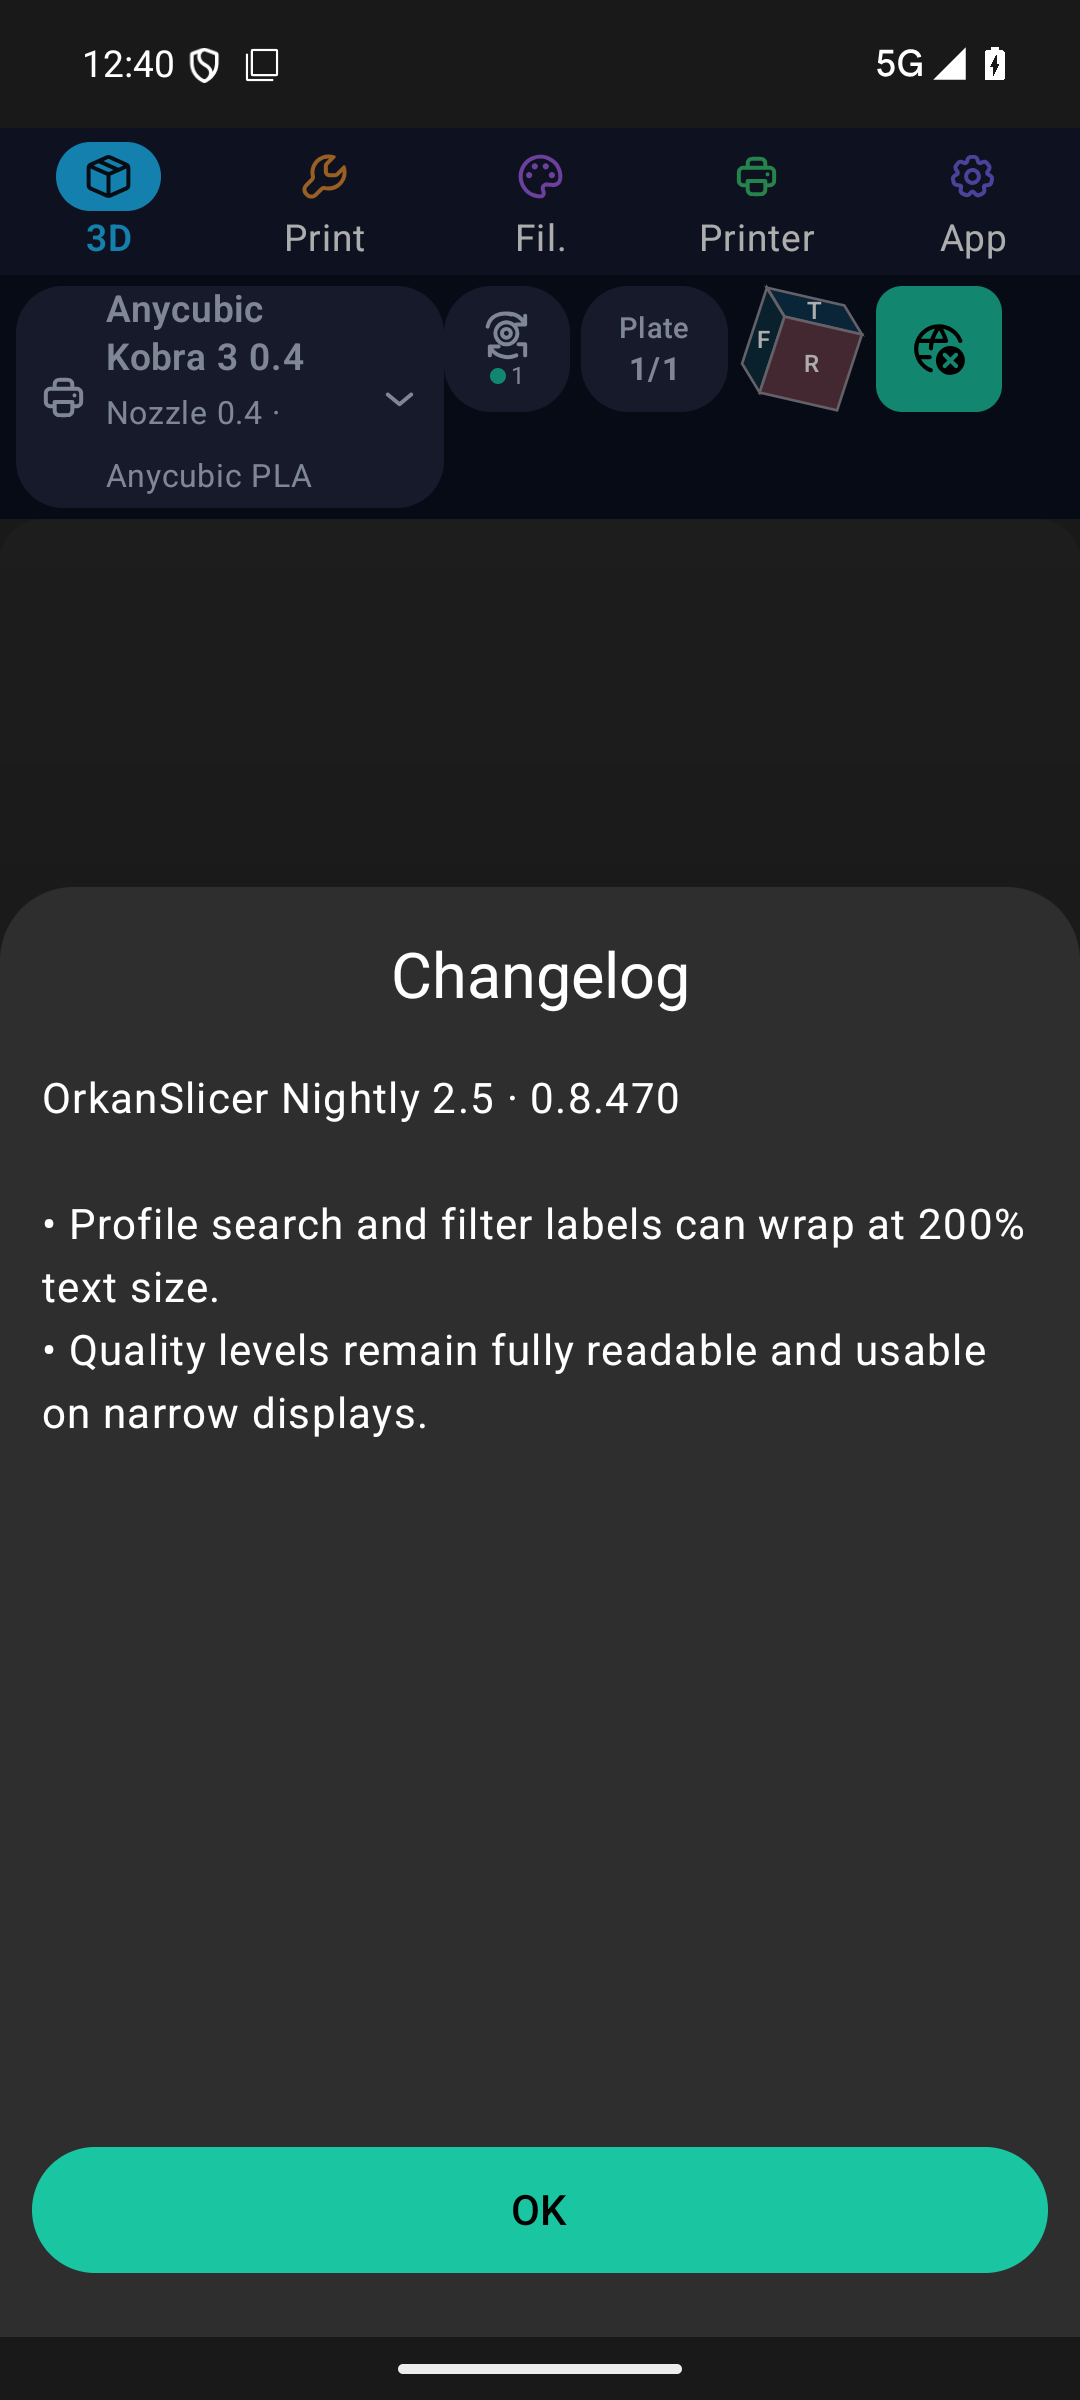 12:40
5G
3D
Print
Fil.
Printer
App
Anycubic
Kobra 3 0.4
Nozzle 0.4 ·
Anycubic PLA
1
Plate
1/1
T
F
R
Changelog
OrkanSlicer Nightly 2.5 · 0.8.470
• Profile search and filter labels can wrap at 200%
text size.
• Quality levels remain fully readable and usable
on narrow displays.
OK